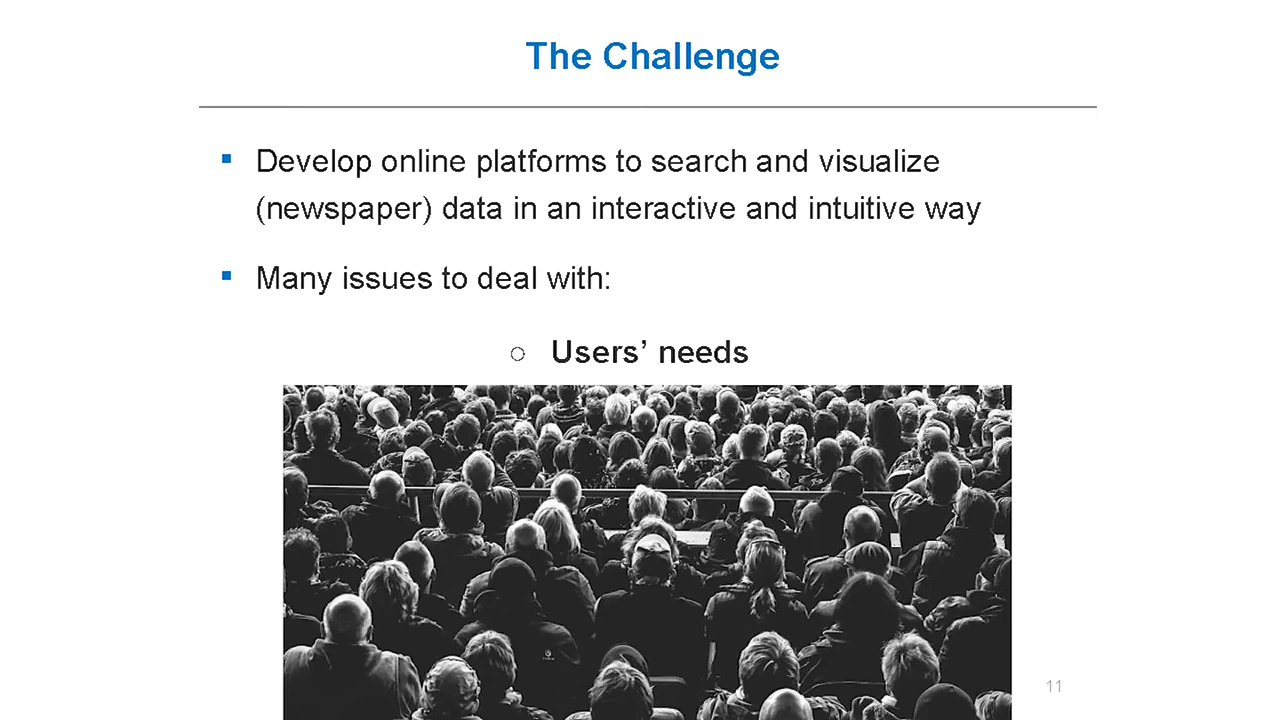 The Challenge
▪ Develop online platforms to search and visualize
(newspaper) data in an interactive and intuitive way
▪ Many issues to deal with:
○ Users’ needs
11